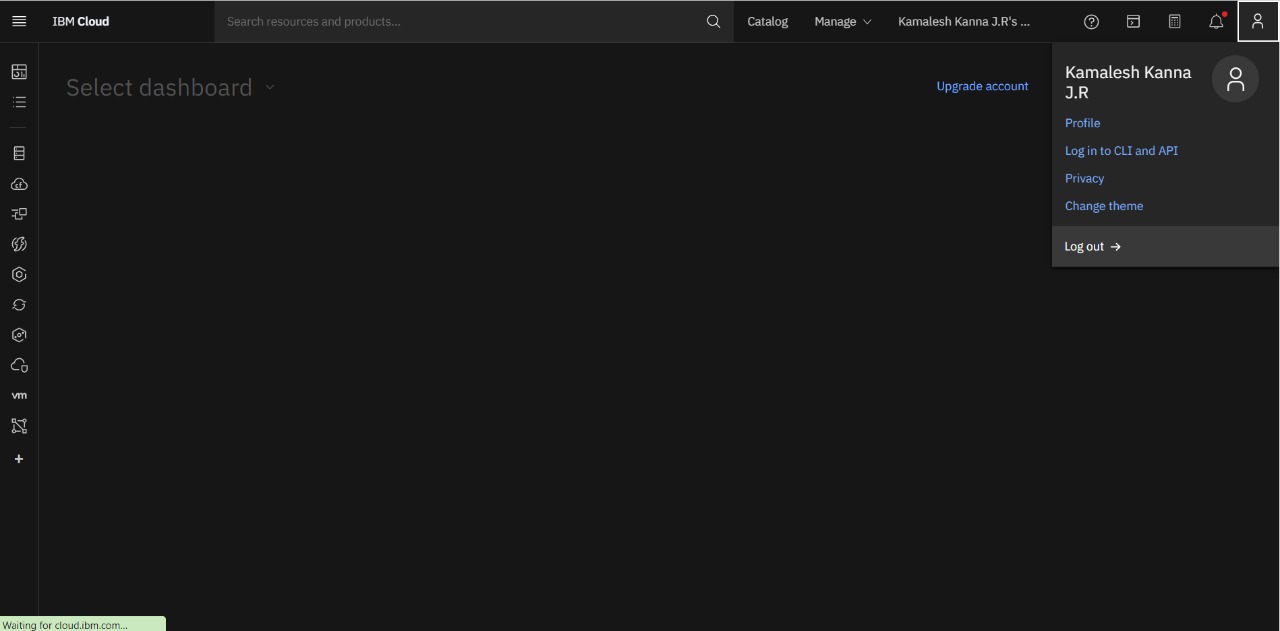 IBM Cloud
Search resources and products...
Catalog
Manage
Kamalesh Kanna J.R's ...
Select dashboard
Upgrade account
Kamalesh Kanna
J.R
Profile
Log in to CLI and API
Privacy
Change theme
Log out →
vm
Waiting for cloud.ibm.com...